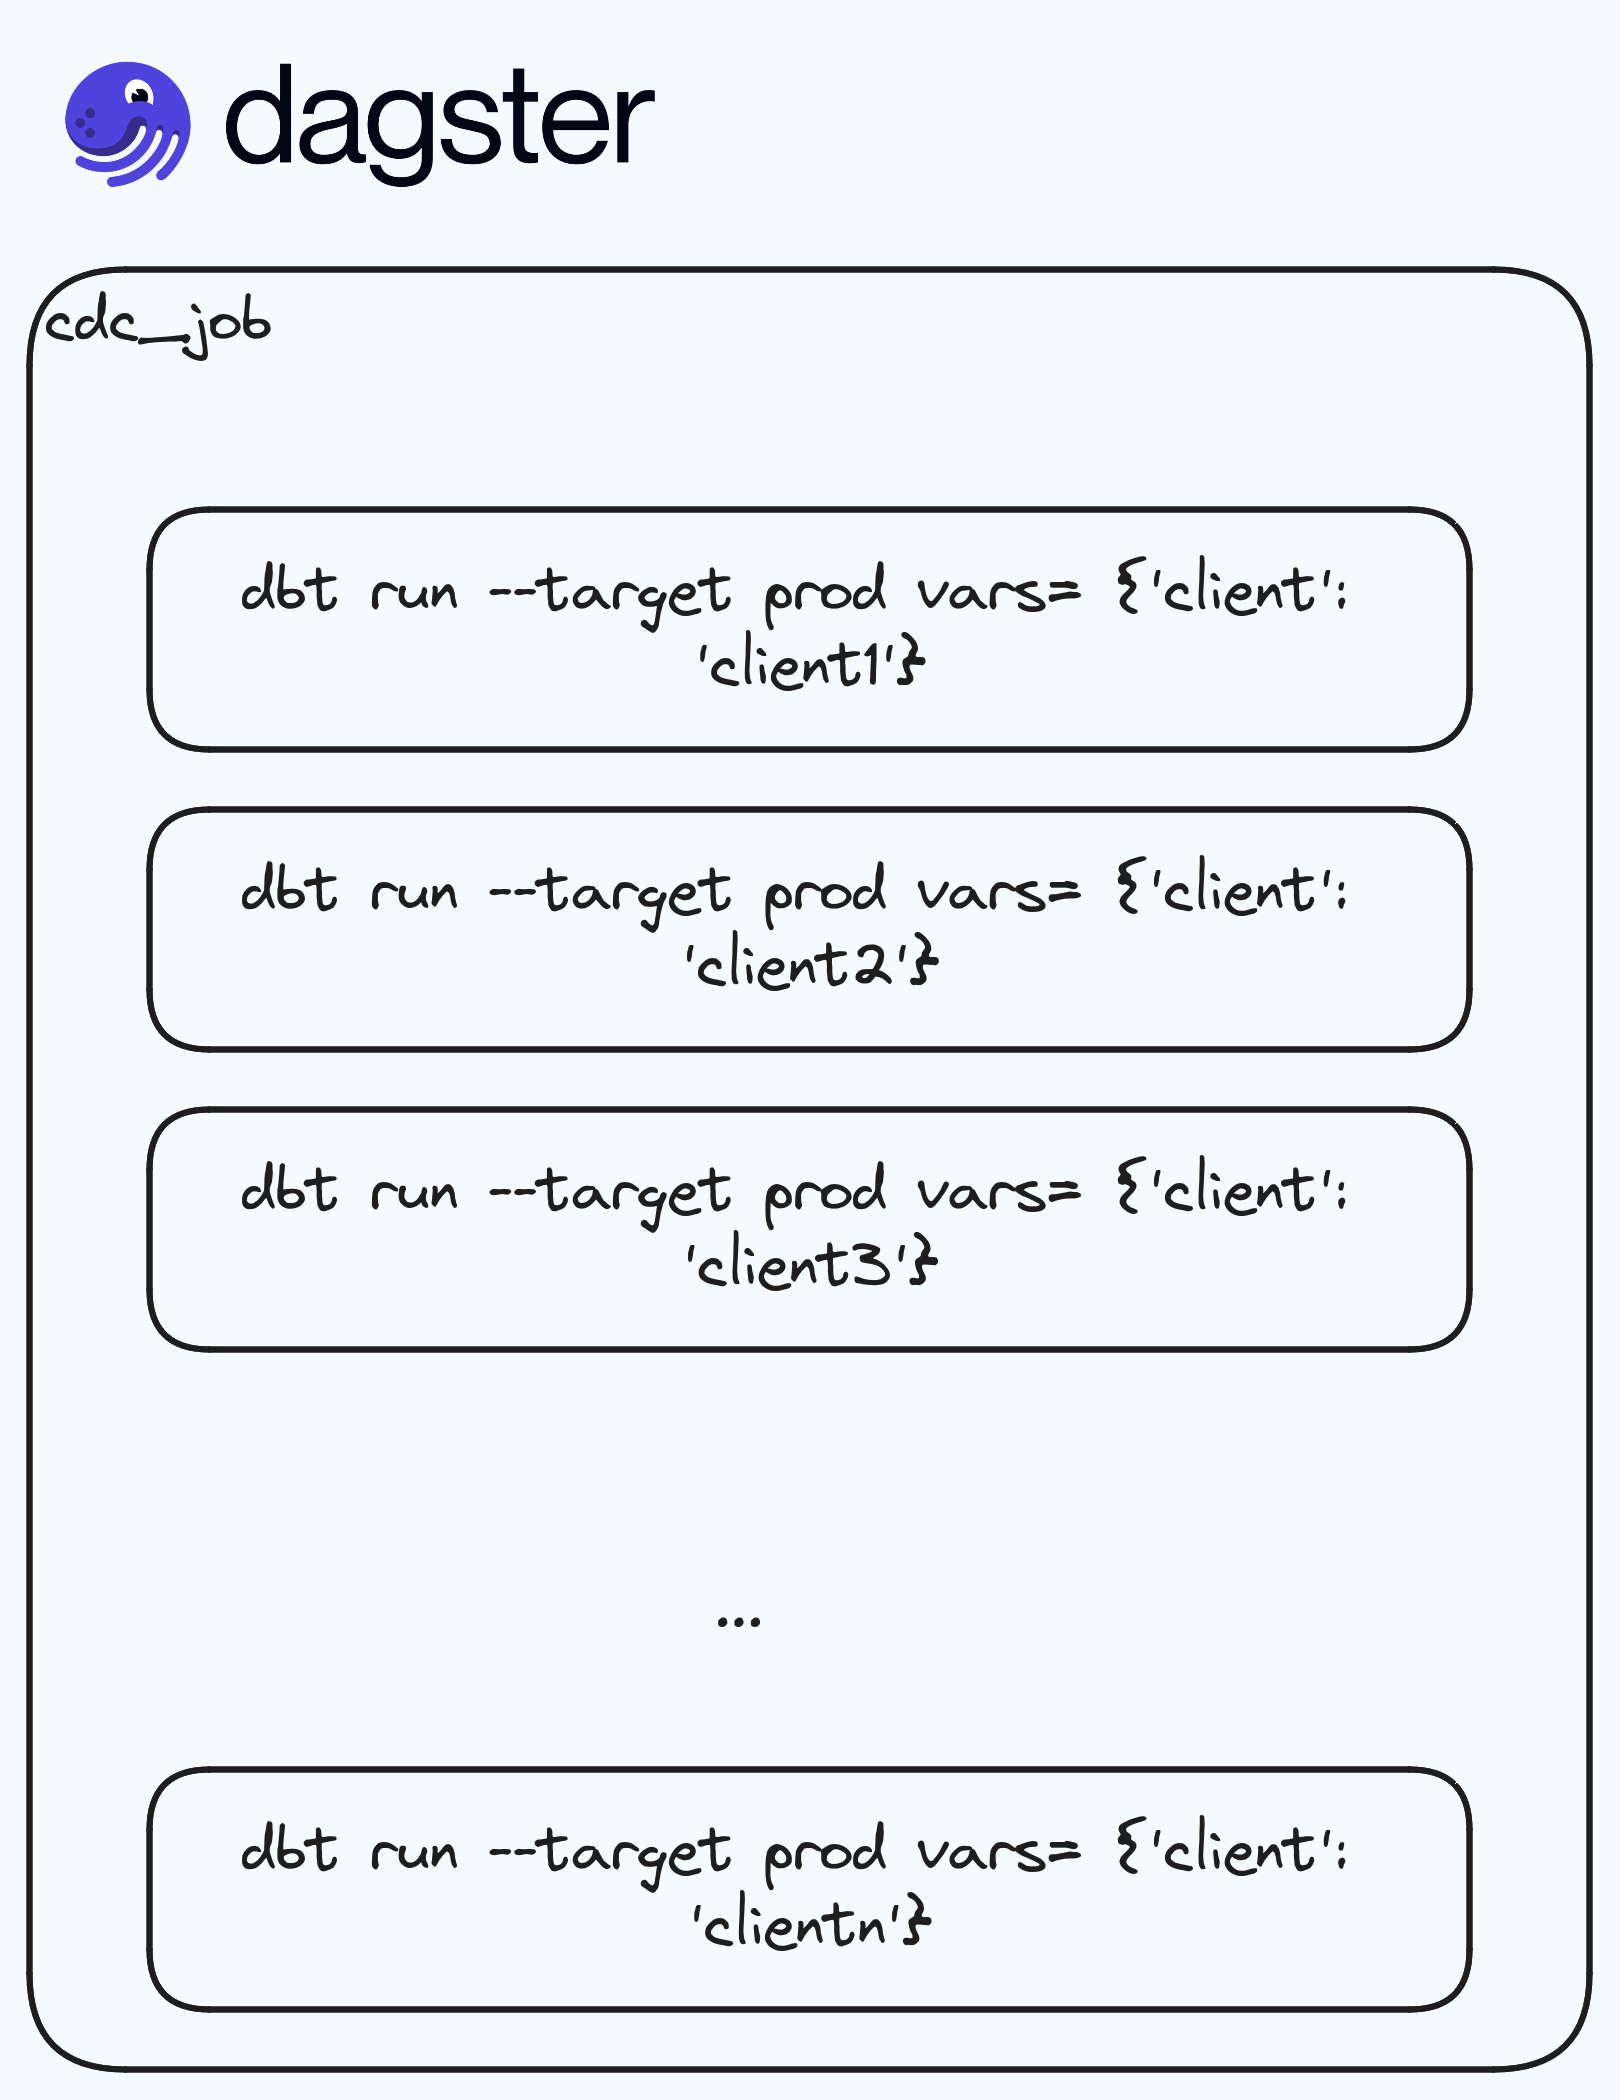 dagster
cdc_job
dbt run --target prod vars= {'client':
'client1'}
dbt run --target prod vars= {'client':
'client2'}
dbt run --target prod vars= {'client':
'client3'}
...
dbt run --target prod vars= {'client':
'clientn'}